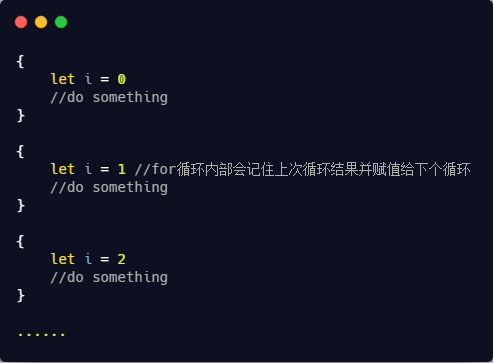 {
    let i = 0
    //do something
}
{
    let i = 1 //for循环内部会记住上次循环结果并赋值给下个循环
    //do something
}
{
    let i = 2
    //do something
}
......